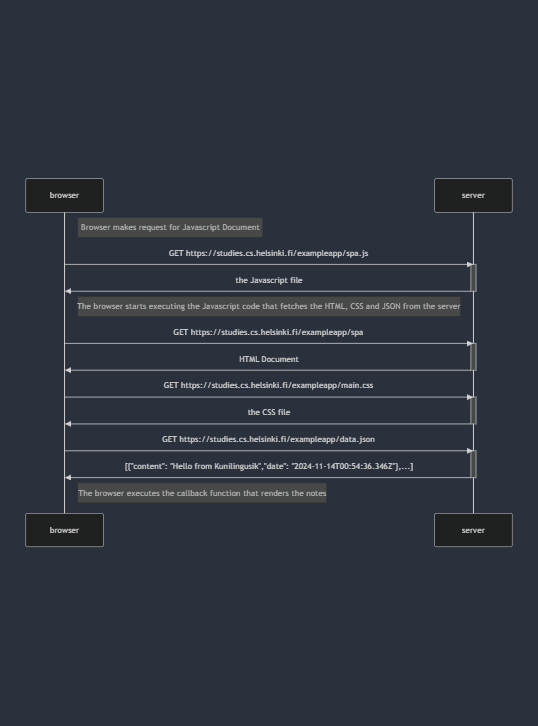 browser
server
Browser makes request for Javascript Document
GET https://studies.cs.helsinki.fi/exampleapp/spa.js
the Javascript file
The browser starts executing the Javascript code that fetches the HTML, CSS and JSON from the server
GET https://studies.cs.helsinki.fi/exampleapp/spa
HTML Document
GET https://studies.cs.helsinki.fi/exampleapp/main.css
the CSS file
GET https://studies.cs.helsinki.fi/exampleapp/data.json
[{"content": "Hello from Kunilingusik","date": "2024-11-14T00:54:36.346Z"},...]
The browser executes the callback function that renders the notes
browser
server